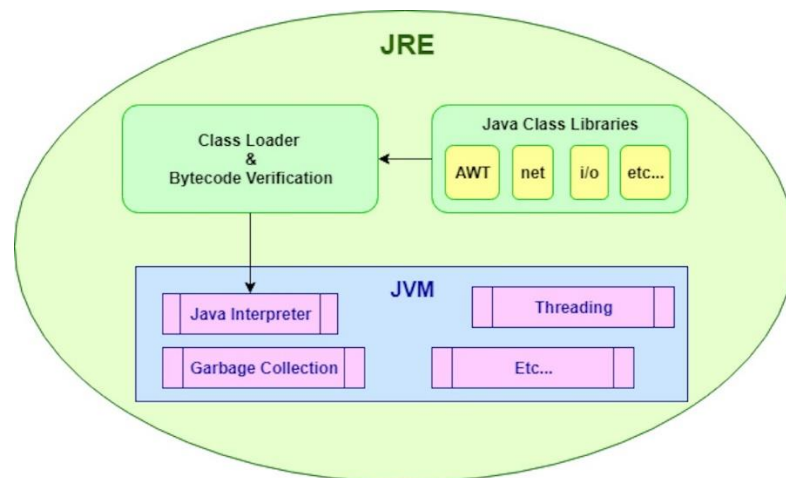 JRE
Class Loader
&
Bytecode Verification
Java Class Libraries
AWT net i/o etc...
JVM
Java Interpreter
Threading
Garbage Collection
Etc...